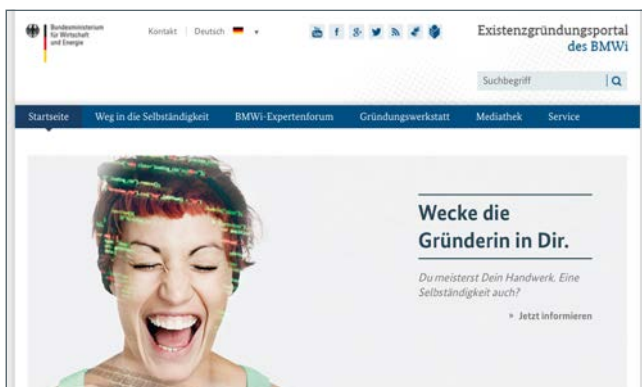 Bundesministerium
für Wirtschaft
und Energie
Kontakt | Deutsch
Existenzgründungsportal
des BMWi
Suchbegriff
Startseite Weg in die Selbständigkeit BMWi-Expertenforum Gründungswerkstatt Mediathek Service
Wecke die
Gründerin in Dir.
Du meisterst Dein Handwerk. Eine
Selbständigkeit auch?
» Jetzt informieren